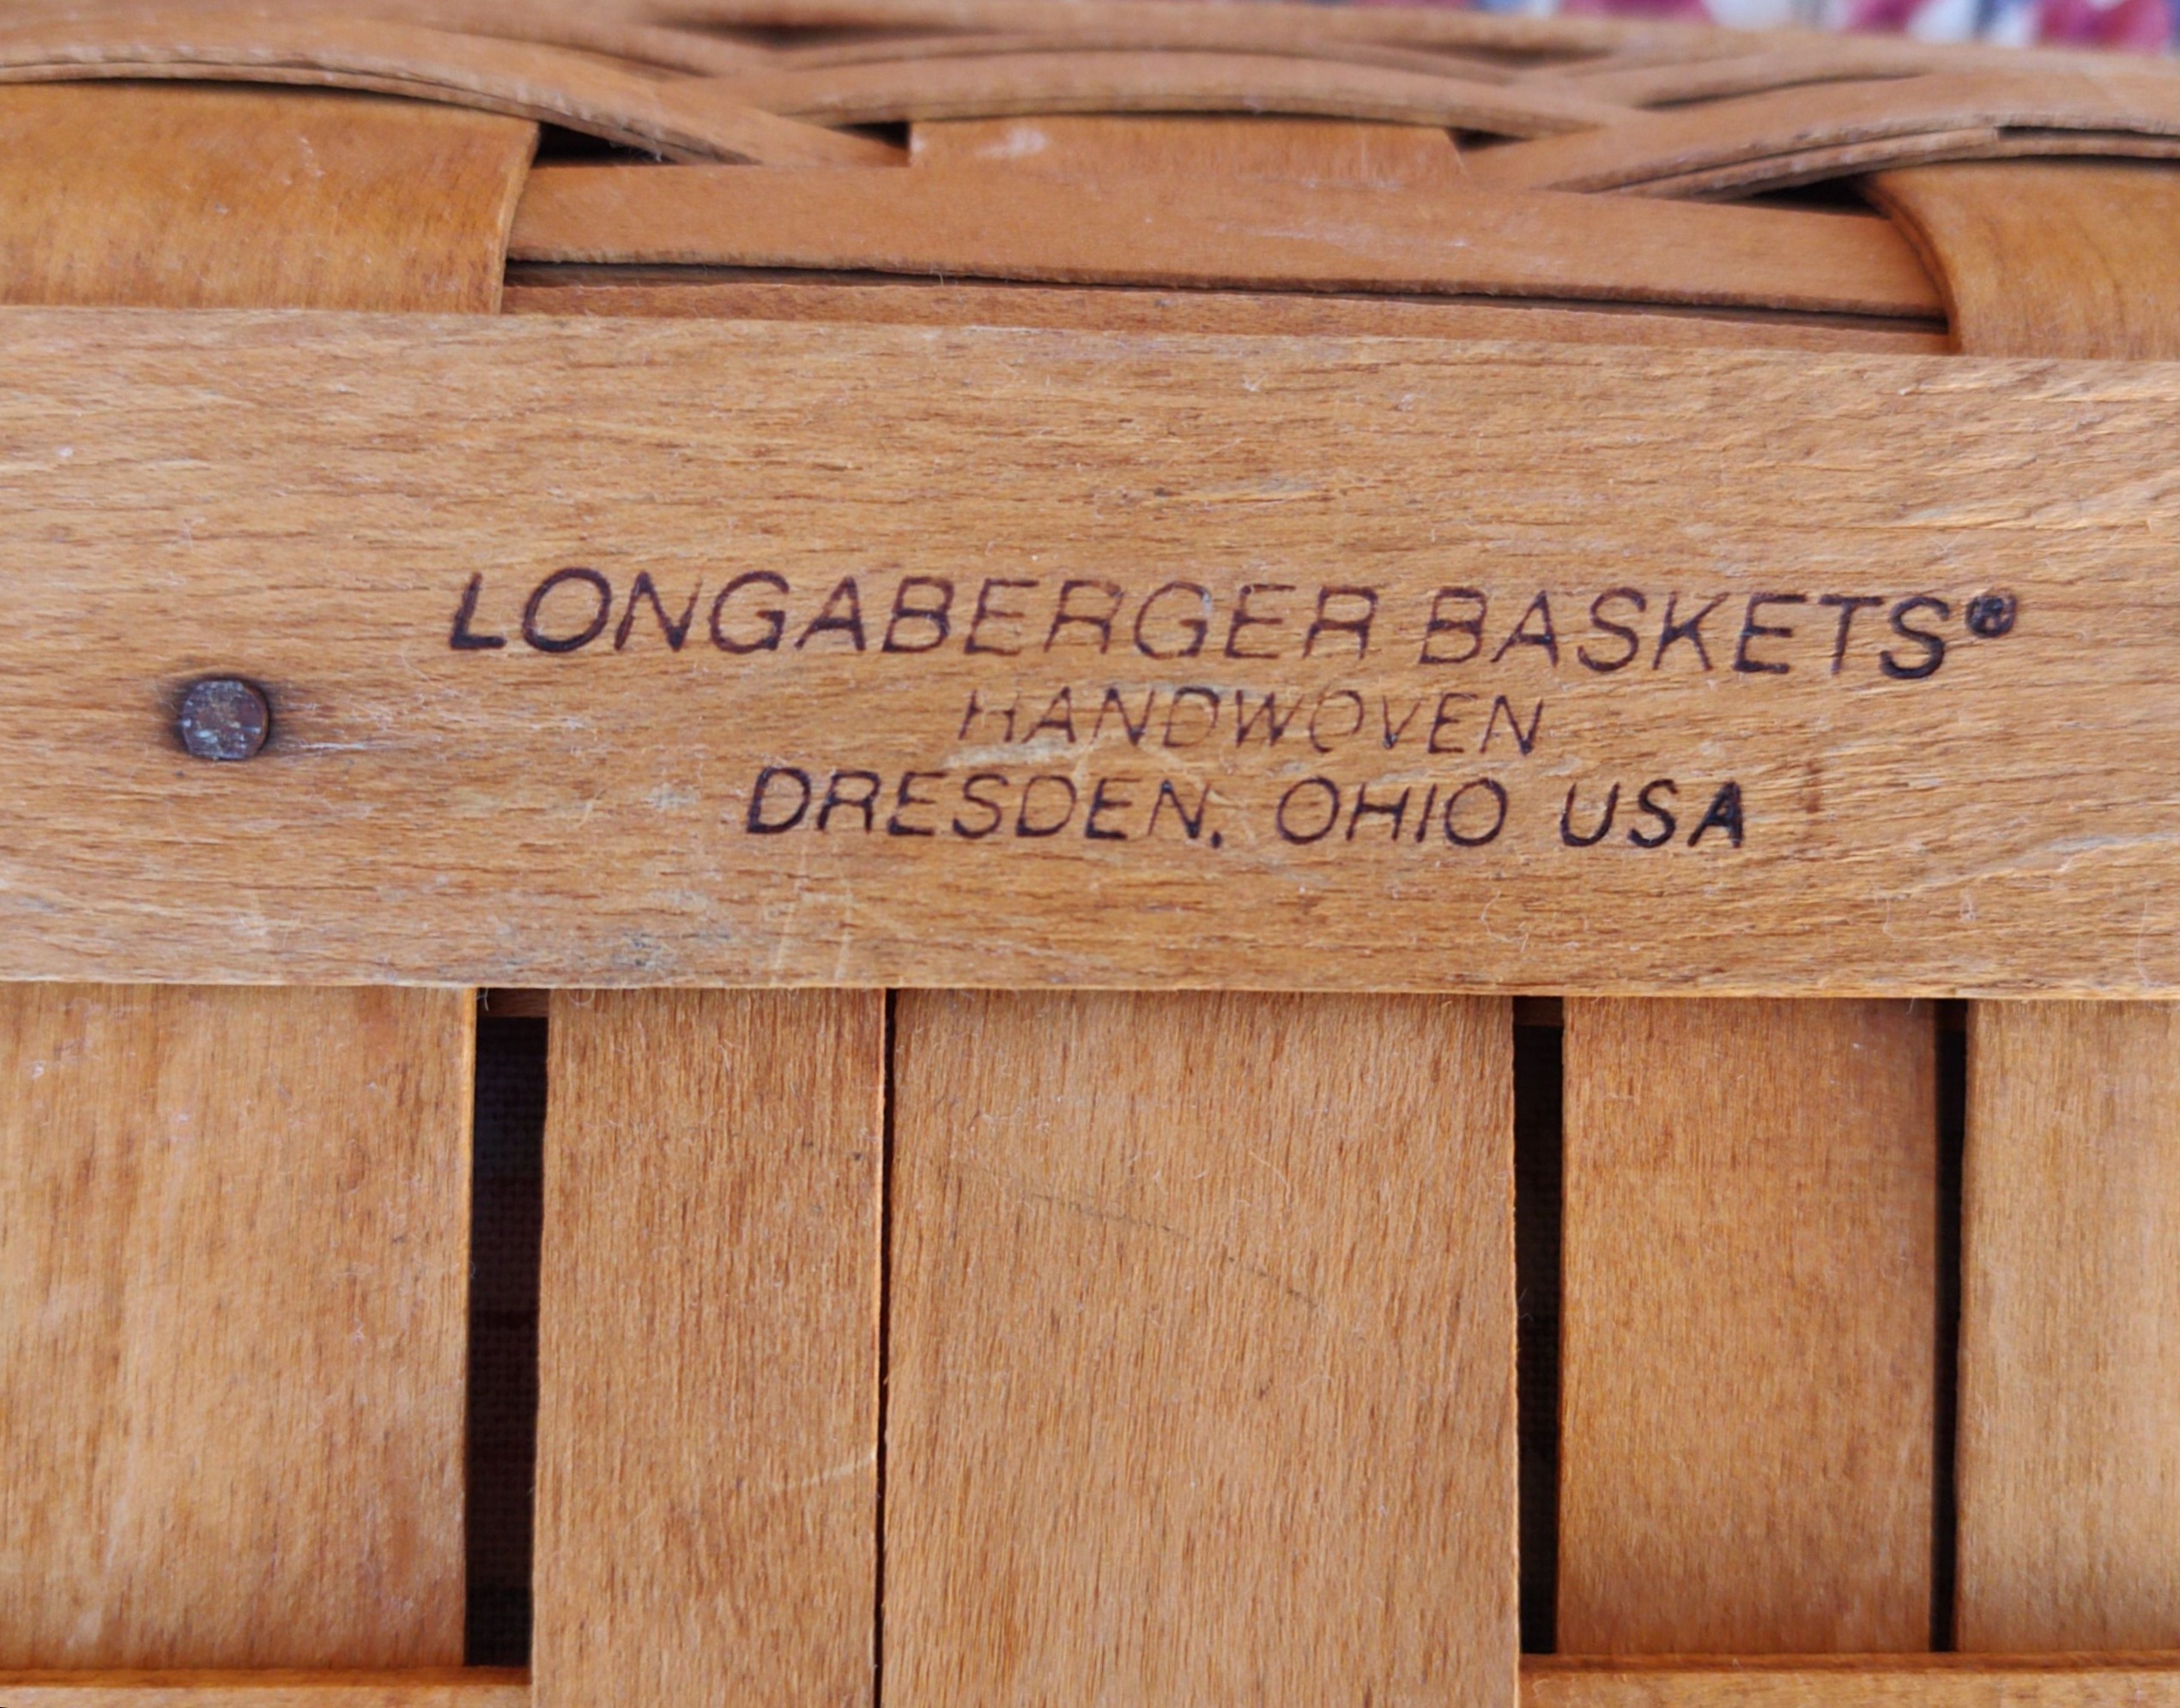 LONGABERGER BASKETS®
HANDWOVEN
DRESDEN, OHIO USA